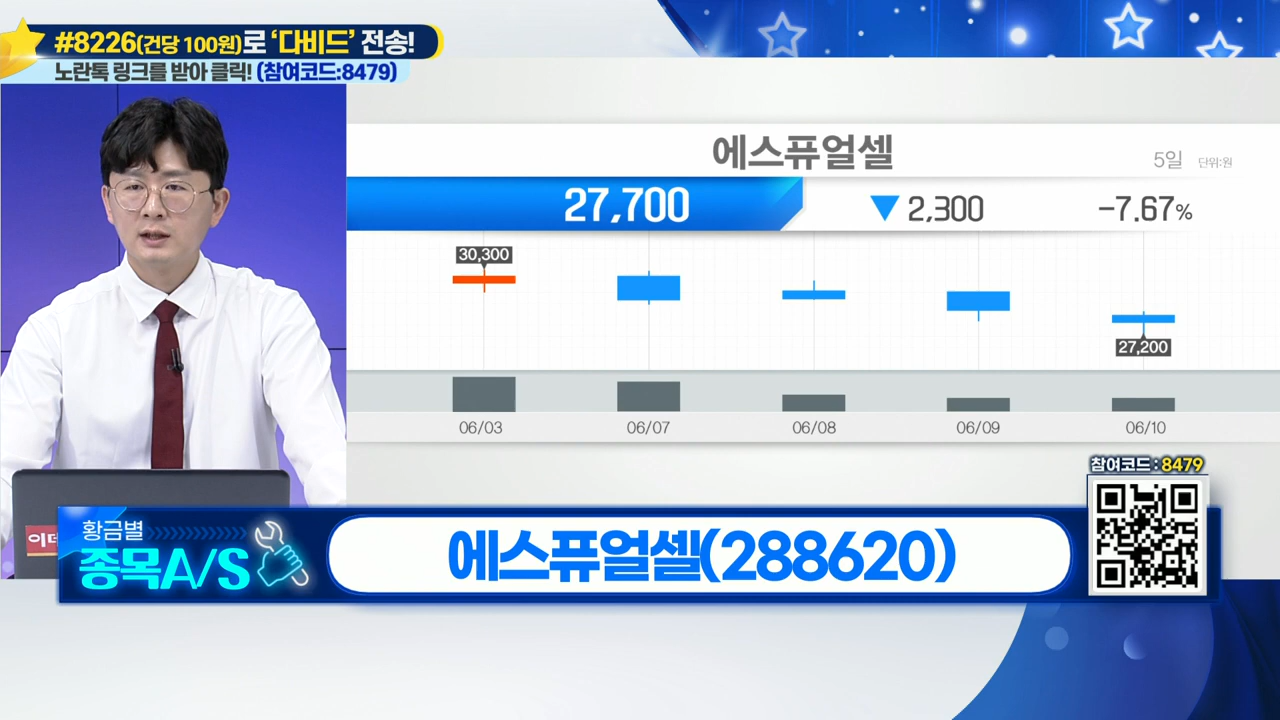 #8226(건당 100원)로 '다비드' 전송!
노란톡 링크를 받아 클릭! (참여코드:8479)
에스퓨얼셀
5일 단위:원
27,700 ▼ 2,300 -7.67%
30,300
27,200
06/03 06/07 06/08 06/09 06/10
참여코드 : 8479
이데
황금별
종목A/S
에스퓨얼셀(288620)